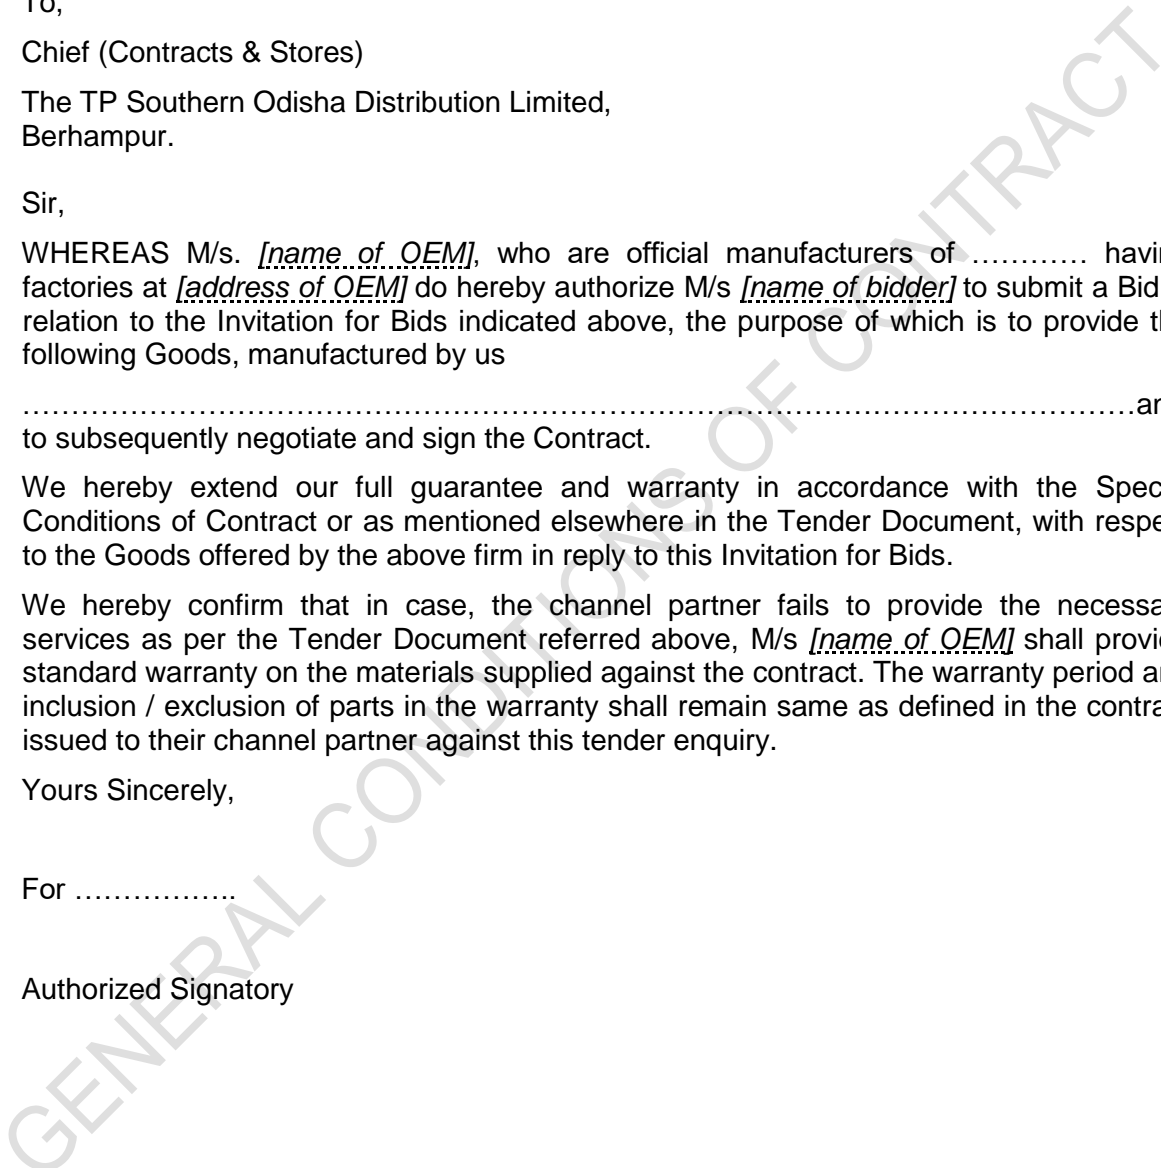 To,
Chief (Contracts & Stores)
The TP Southern Odisha Distribution Limited,
Berhampur.
Sir,
WHEREAS M/s. [name of OEM], who are official manufacturers of ………… havin
factories at [address of OEM] do hereby authorize M/s [name of bidder] to submit a Bid
relation to the Invitation for Bids indicated above, the purpose of which is to provide th
following Goods, manufactured by us
……………………………………………………………………………………………………an
to subsequently negotiate and sign the Contract.
We hereby extend our full guarantee and warranty in accordance with the Spec
Conditions of Contract or as mentioned elsewhere in the Tender Document, with respe
to the Goods offered by the above firm in reply to this Invitation for Bids.
We hereby confirm that in case, the channel partner fails to provide the necessa
services as per the Tender Document referred above, M/s [name of OEM] shall provid
standard warranty on the materials supplied against the contract. The warranty period an
inclusion / exclusion of parts in the warranty shall remain same as defined in the contra
issued to their channel partner against this tender enquiry.
Yours Sincerely,
For ……………..
Authorized Signatory
GENERAL CONDITIONS OF CONTRACT